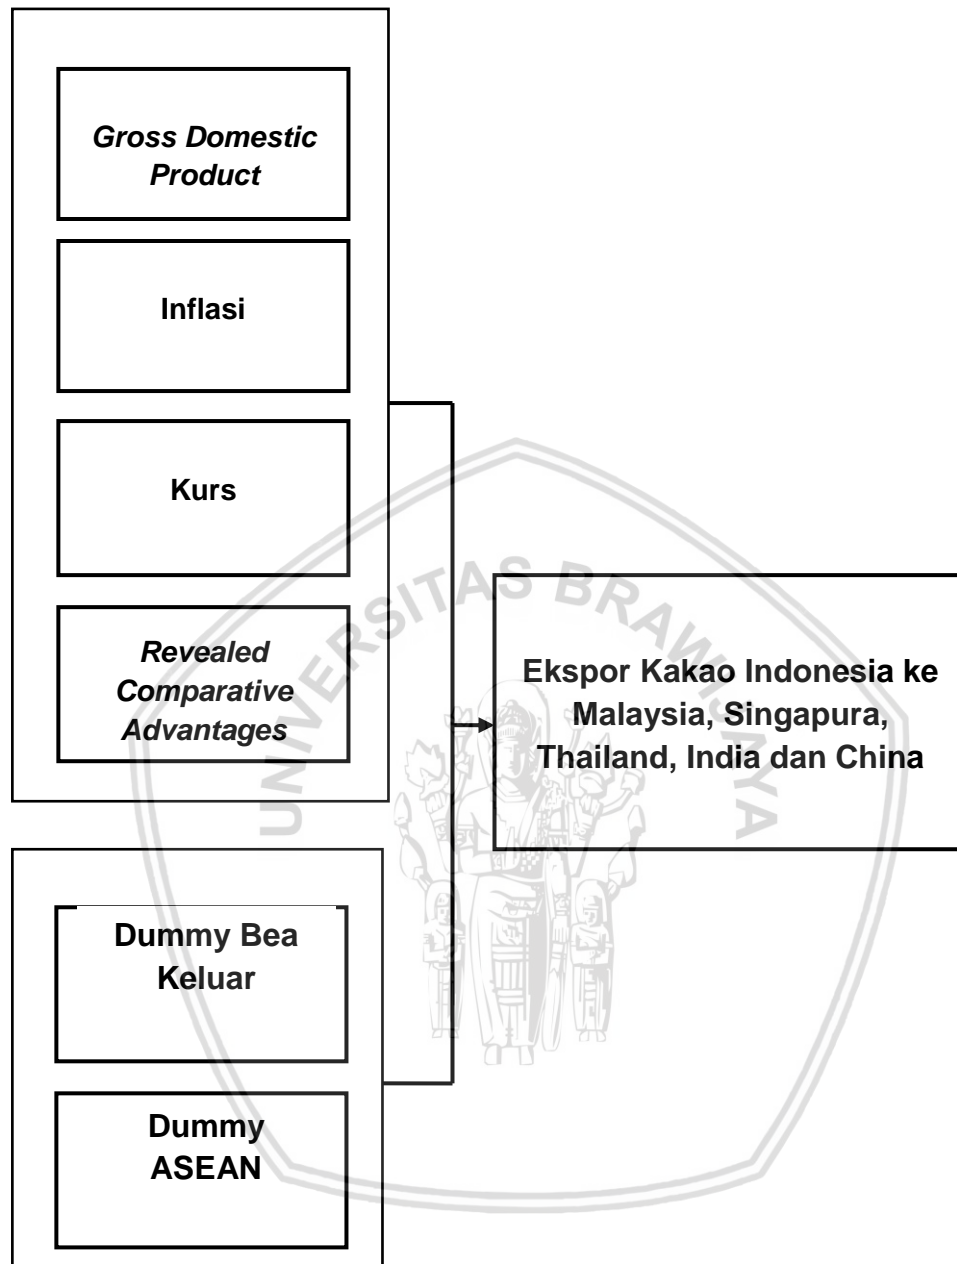 Gross Domestic
Product
Inflasi
Kurs
Revealed
Comparative
Advantages
Dummy Bea
Keluar
Dummy
ASEAN
Ekspor Kakao Indonesia ke
Malaysia, Singapura,
Thailand, India dan China
UNIVERSITAS BRAWIJAYA